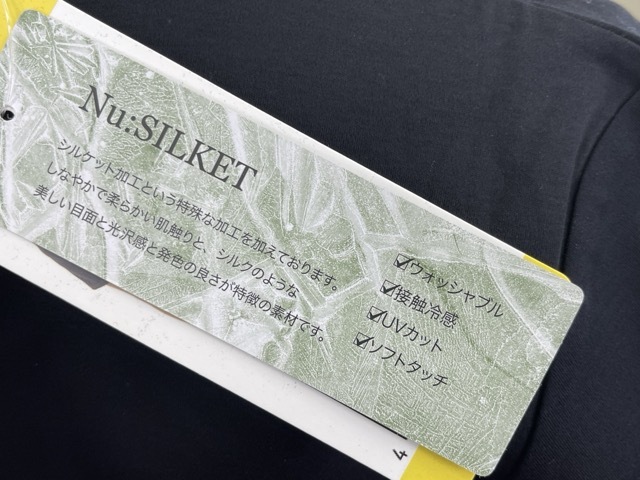 Nu:SILKET
シルケット加工という特殊な加工を加えております。
しなやかで柔らかい肌触りと、シルクのような
美しい目面と光沢感と発色の良さが特徴の素材です。
☑ウォッシャブル
☑接触冷感
☑UVカット
☑ソフトタッチ
4